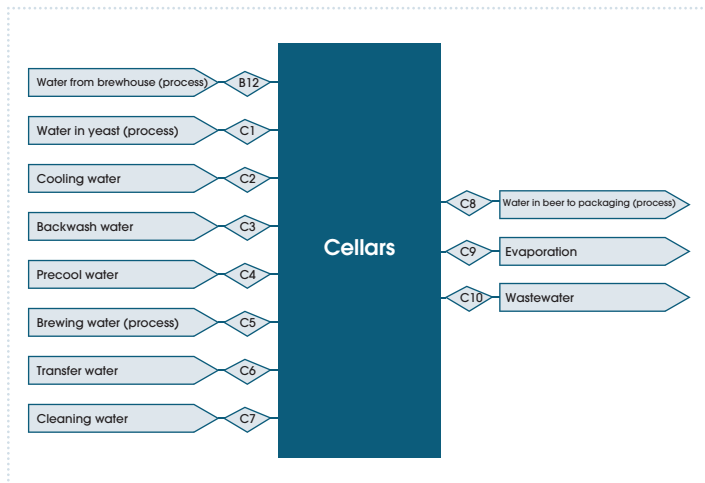 Water from brewhouse (process)
B12
Water in yeast (process)
C1
Cooling water
C2
Backwash water
C3
Precool water
C4
Brewing water (process)
C5
Transfer water
C6
Cleaning water
C7
Cellars
C8
Water in beer to packaging (process)
C9
Evaporation
C10
Wastewater